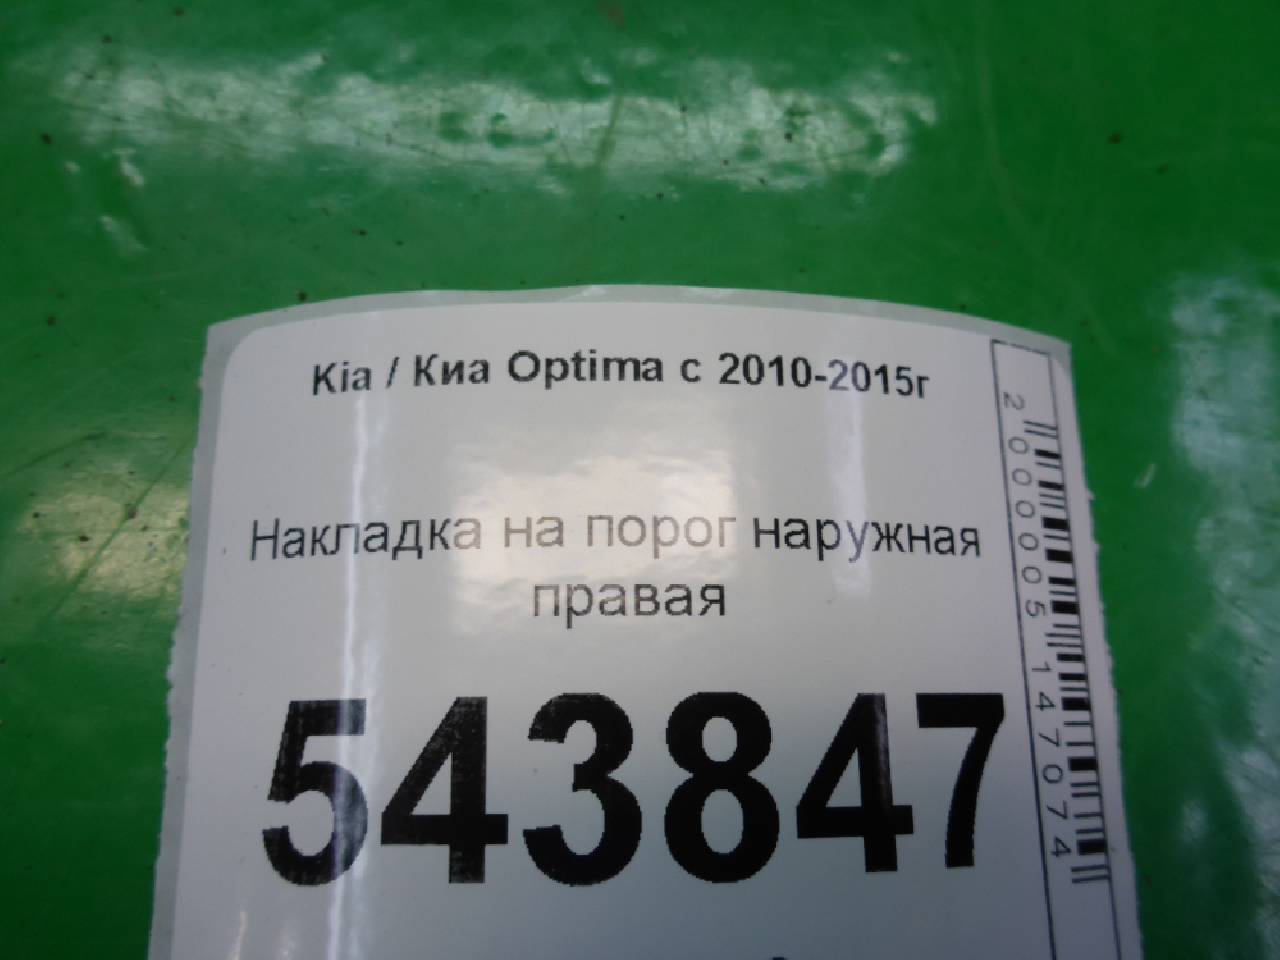 Kia / Киа Optima с 2010-2015г
Накладка на порог наружная
правая
543847
2000005147074